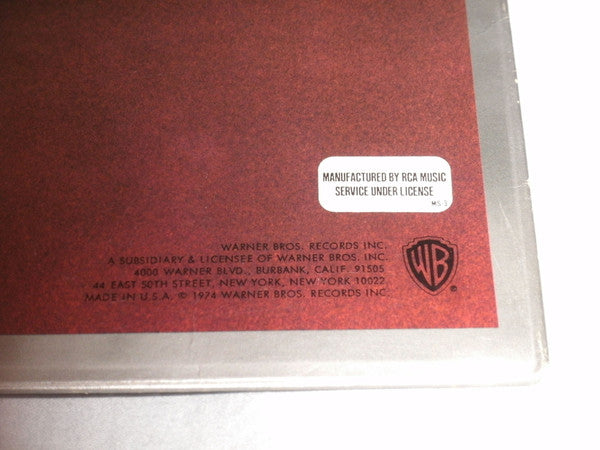 MANUFACTURED BY RCA MUSIC
SERVICE UNDER LICENSE
MS-3
WARNER BROS. RECORDS INC.
A SUBSIDIARY & LICENSEE OF WARNER BROS. INC.
4000 WARNER BLVD., BURBANK, CALIF. 91505
44 EAST 50TH STREET, NEW YORK, NEW YORK 10022
MADE IN U.S.A. © 1974 WARNER BROS. RECORDS INC.
WB
®